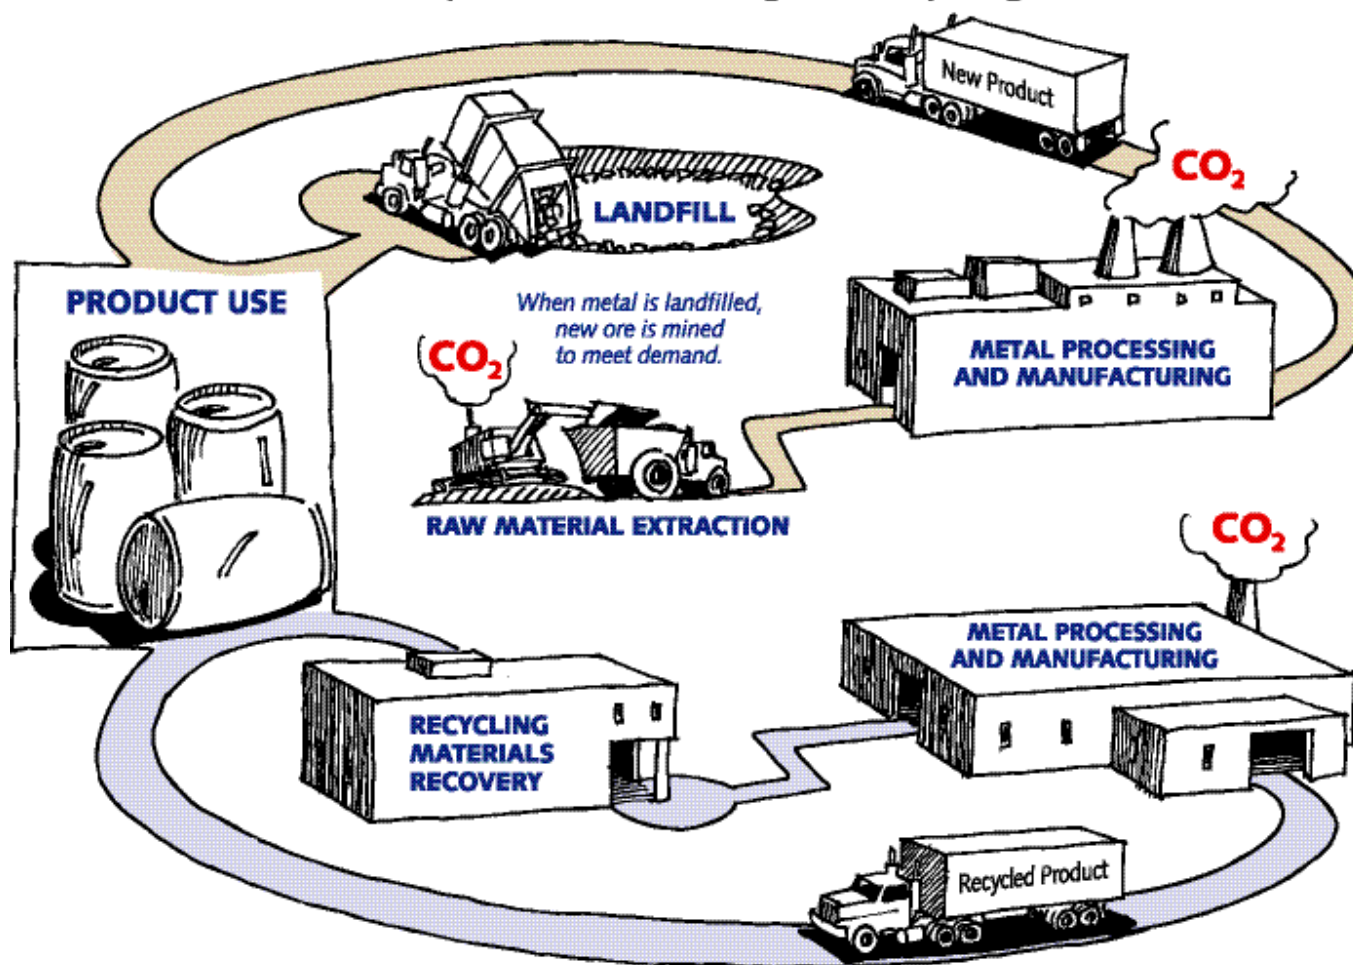 New Product
CO₂
LANDFILL
PRODUCT USE
When metal is landfilled,
new ore is mined
to meet demand.
CO₂
METAL PROCESSING
AND MANUFACTURING
RAW MATERIAL EXTRACTION
CO₂
METAL PROCESSING
AND MANUFACTURING
RECYCLING
MATERIALS
RECOVERY
Recycled Product